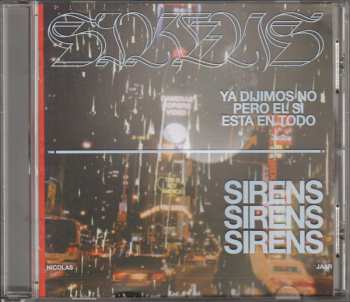 SIRENS
YA DIJIMOS NO
PERO EL SI
ESTA EN TODO
SIRENS
SIRENS
SIRENS
NICOLAS
JAAR